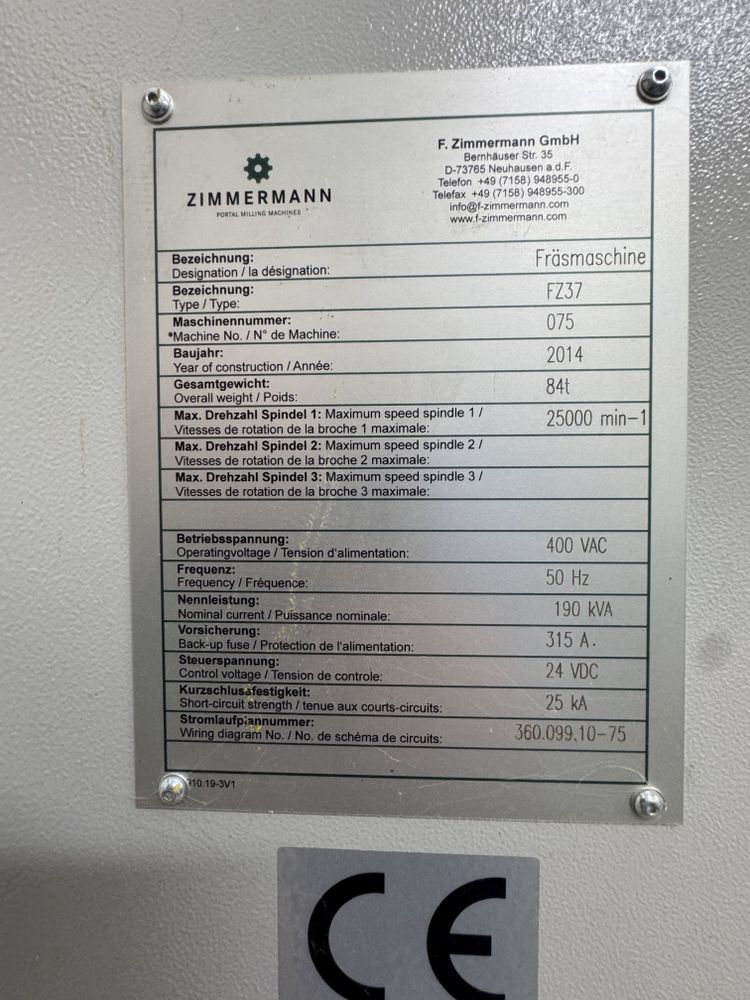 ZIMMERMANN
PORTAL MILLING MACHINES
F. Zimmermann GmbH
Bernhäuser Str. 35
D-73765 Neuhausen a.d.F.
Telefon +49 (7158) 948955-0
Telefax +49 (7158) 948955-300
info@f-zimmermann.com
www.f-zimmermann.com
Bezeichnung:
Designation / la désignation:
Fräsmaschine
Bezeichnung:
Type / Type:
FZ37
Maschinennummer:
Machine No. / N° de Machine:
075
Baujahr:
Year of construction / Année:
2014
Gesamtgewicht:
Overall weight / Poids:
84t
Max. Drehzahl Spindel 1: Maximum speed spindle 1 /
Vitesses de rotation de la broche 1 maximale:
25000 min-1
Max. Drehzahl Spindel 2: Maximum speed spindle 2 /
Vitesses de rotation de la broche 2 maximale:
Max. Drehzahl Spindel 3: Maximum speed spindle 3 /
Vitesses de rotation de la broche 3 maximale:
Betriebsspannung:
Operatingvoltage / Tension d'alimentation:
400 VAC
Frequenz:
Frequency / Fréquence:
50 Hz
Nennleistung:
Nominal current / Puissance nominale:
190 kVA
Vorsicherung:
Back-up fuse / Protection de l'alimentation:
315 A.
Steuerspannung:
Control voltage / Tension de controle:
24 VDC
Kurzschlussfestigkeit:
Short-circuit strength / tenue aux courts-circuits:
25 kA
Stromlaufplannummer:
Wiring diagram No. / No. de schéma de circuits:
360.099.10-75
910.19-3V1
CE